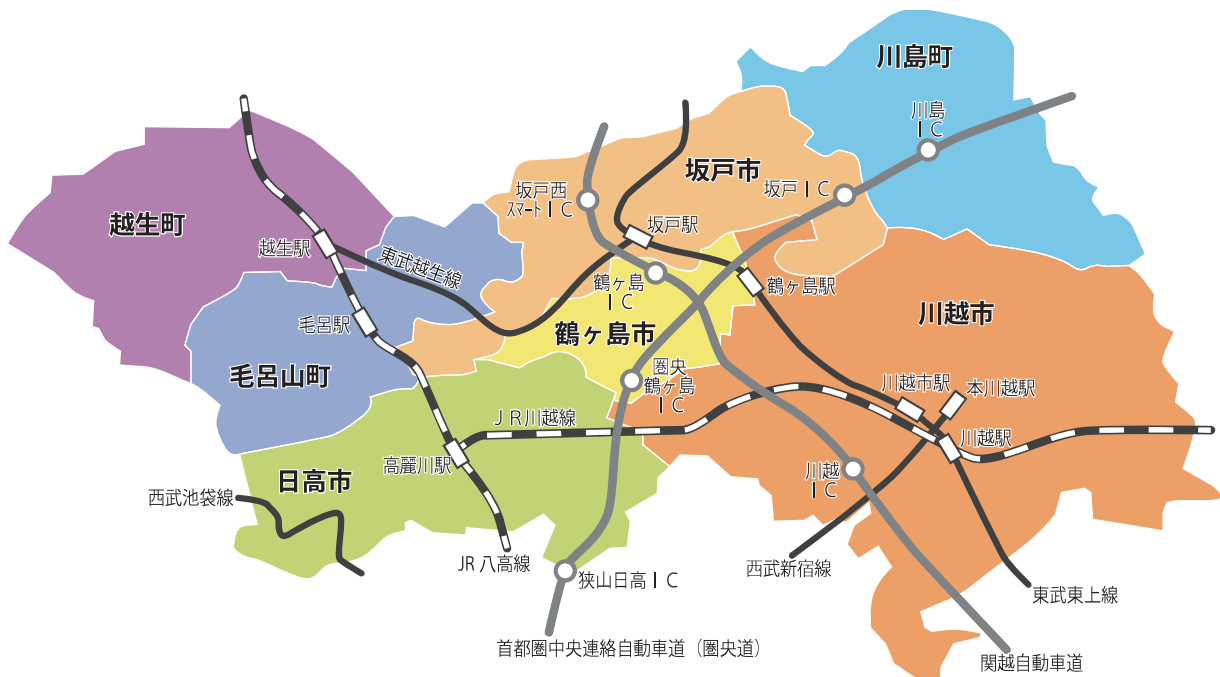 川島町
川島
ＩＣ
坂戸市
坂戸西
スマートＩＣ
坂戸ＩＣ
越生町
越生駅
東武越生線
坂戸駅
鶴ヶ島
ＩＣ
鶴ヶ島駅
毛呂駅
鶴ヶ島市
川越市
毛呂山町
圏央
鶴ヶ島
ＩＣ
川越市駅
本川越駅
ＪＲ川越線
川越駅
高麗川駅
日高市
川越
ＩＣ
西武池袋線
JR 八高線
狭山日高ＩＣ
西武新宿線
東武東上線
首都圏中央連絡自動車道（圏央道）
関越自動車道